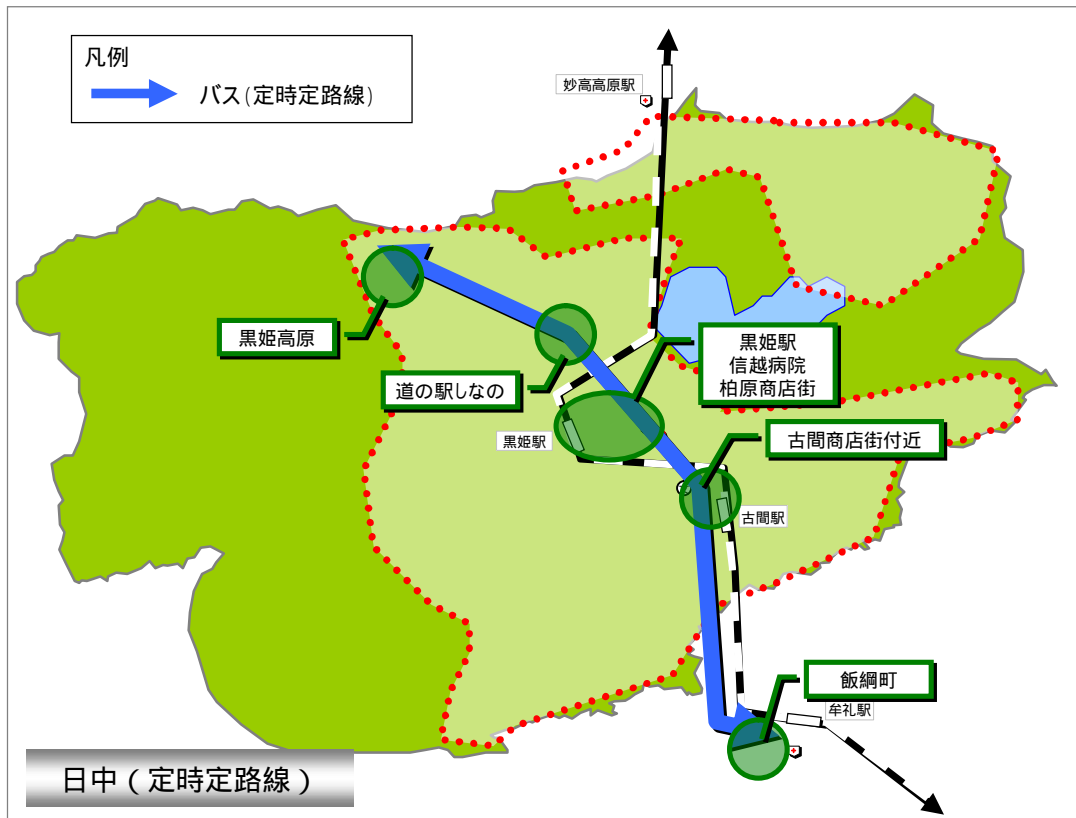 凡例
バス(定時定路線)
妙高高原駅
黒姫高原
道の駅しなの
黒姫駅
信越病院
柏原商店街
黒姫駅
古間商店街付近
古間駅
飯綱町
牟礼駅
日中(定時定路線)